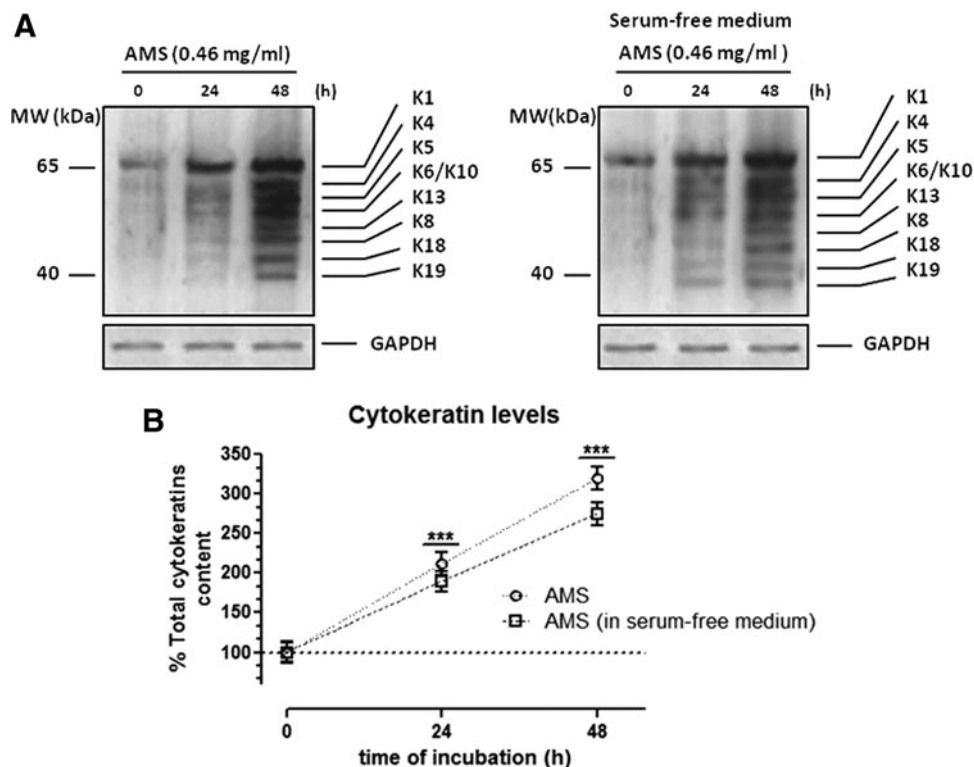 A
AMS (0.46 mg/ml)
0 24 48 (h)
MW (kDa)
65
40
K1
K4
K5
K6/K10
K13
K8
K18
K19
GAPDH
Serum-free medium
AMS (0.46 mg/ml )
0 24 48 (h)
MW(kDa)
65
40
K1
K4
K5
K6/K10
K13
K8
K18
K19
GAPDH
B
Cytokeratin levels
% Total cytokeratins
content
350
300
250
200
150
100
***
***
AMS
AMS (in serum-free medium)
0 24 48
time of incubation (h)